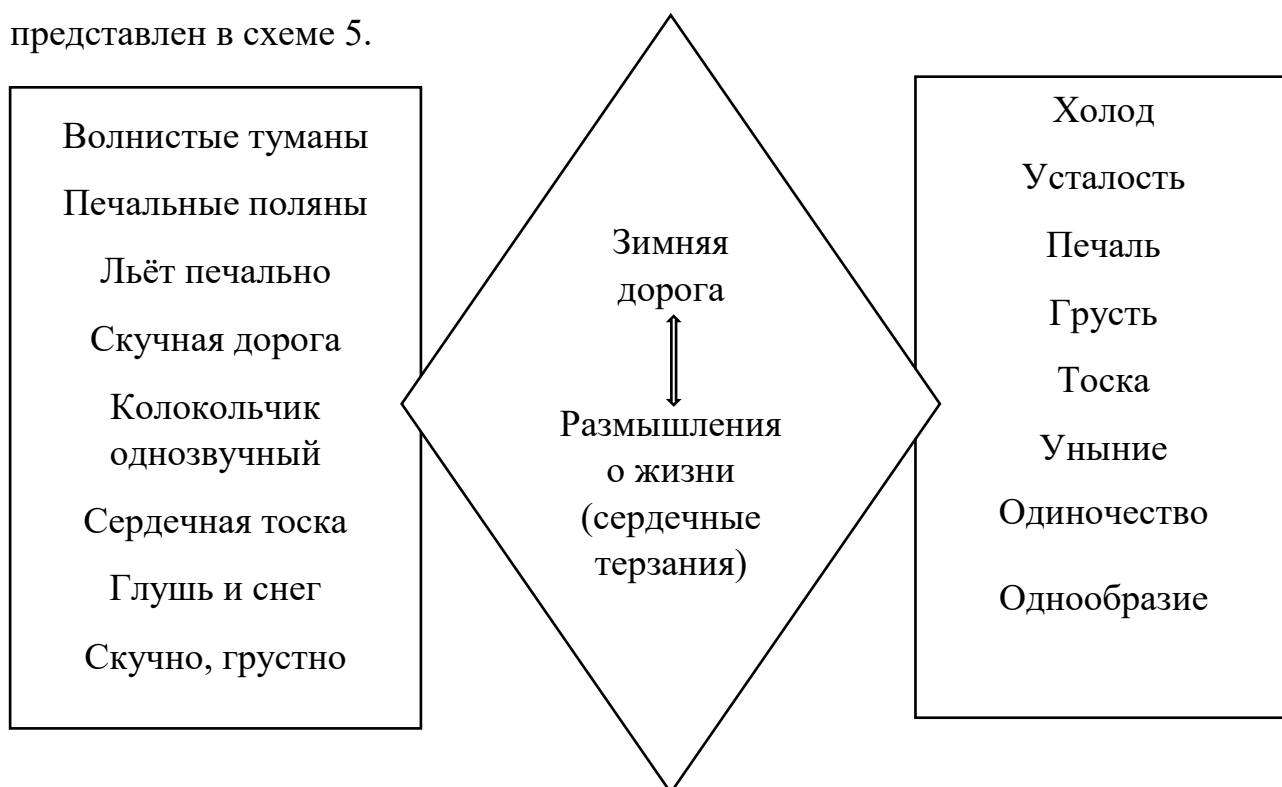 представлен в схеме 5.
Волнистые туманы
Печальные поляны
Льёт печально
Скучная дорога
Колокольчик
однозвучный
Сердечная тоска
Глушь и снег
Скучно, грустно
Зимняя
дорога
Размышления
о жизни
(сердечные
терзания)
Холод
Усталость
Печаль
Грусть
Тоска
Уныние
Одиночество
Однообразие